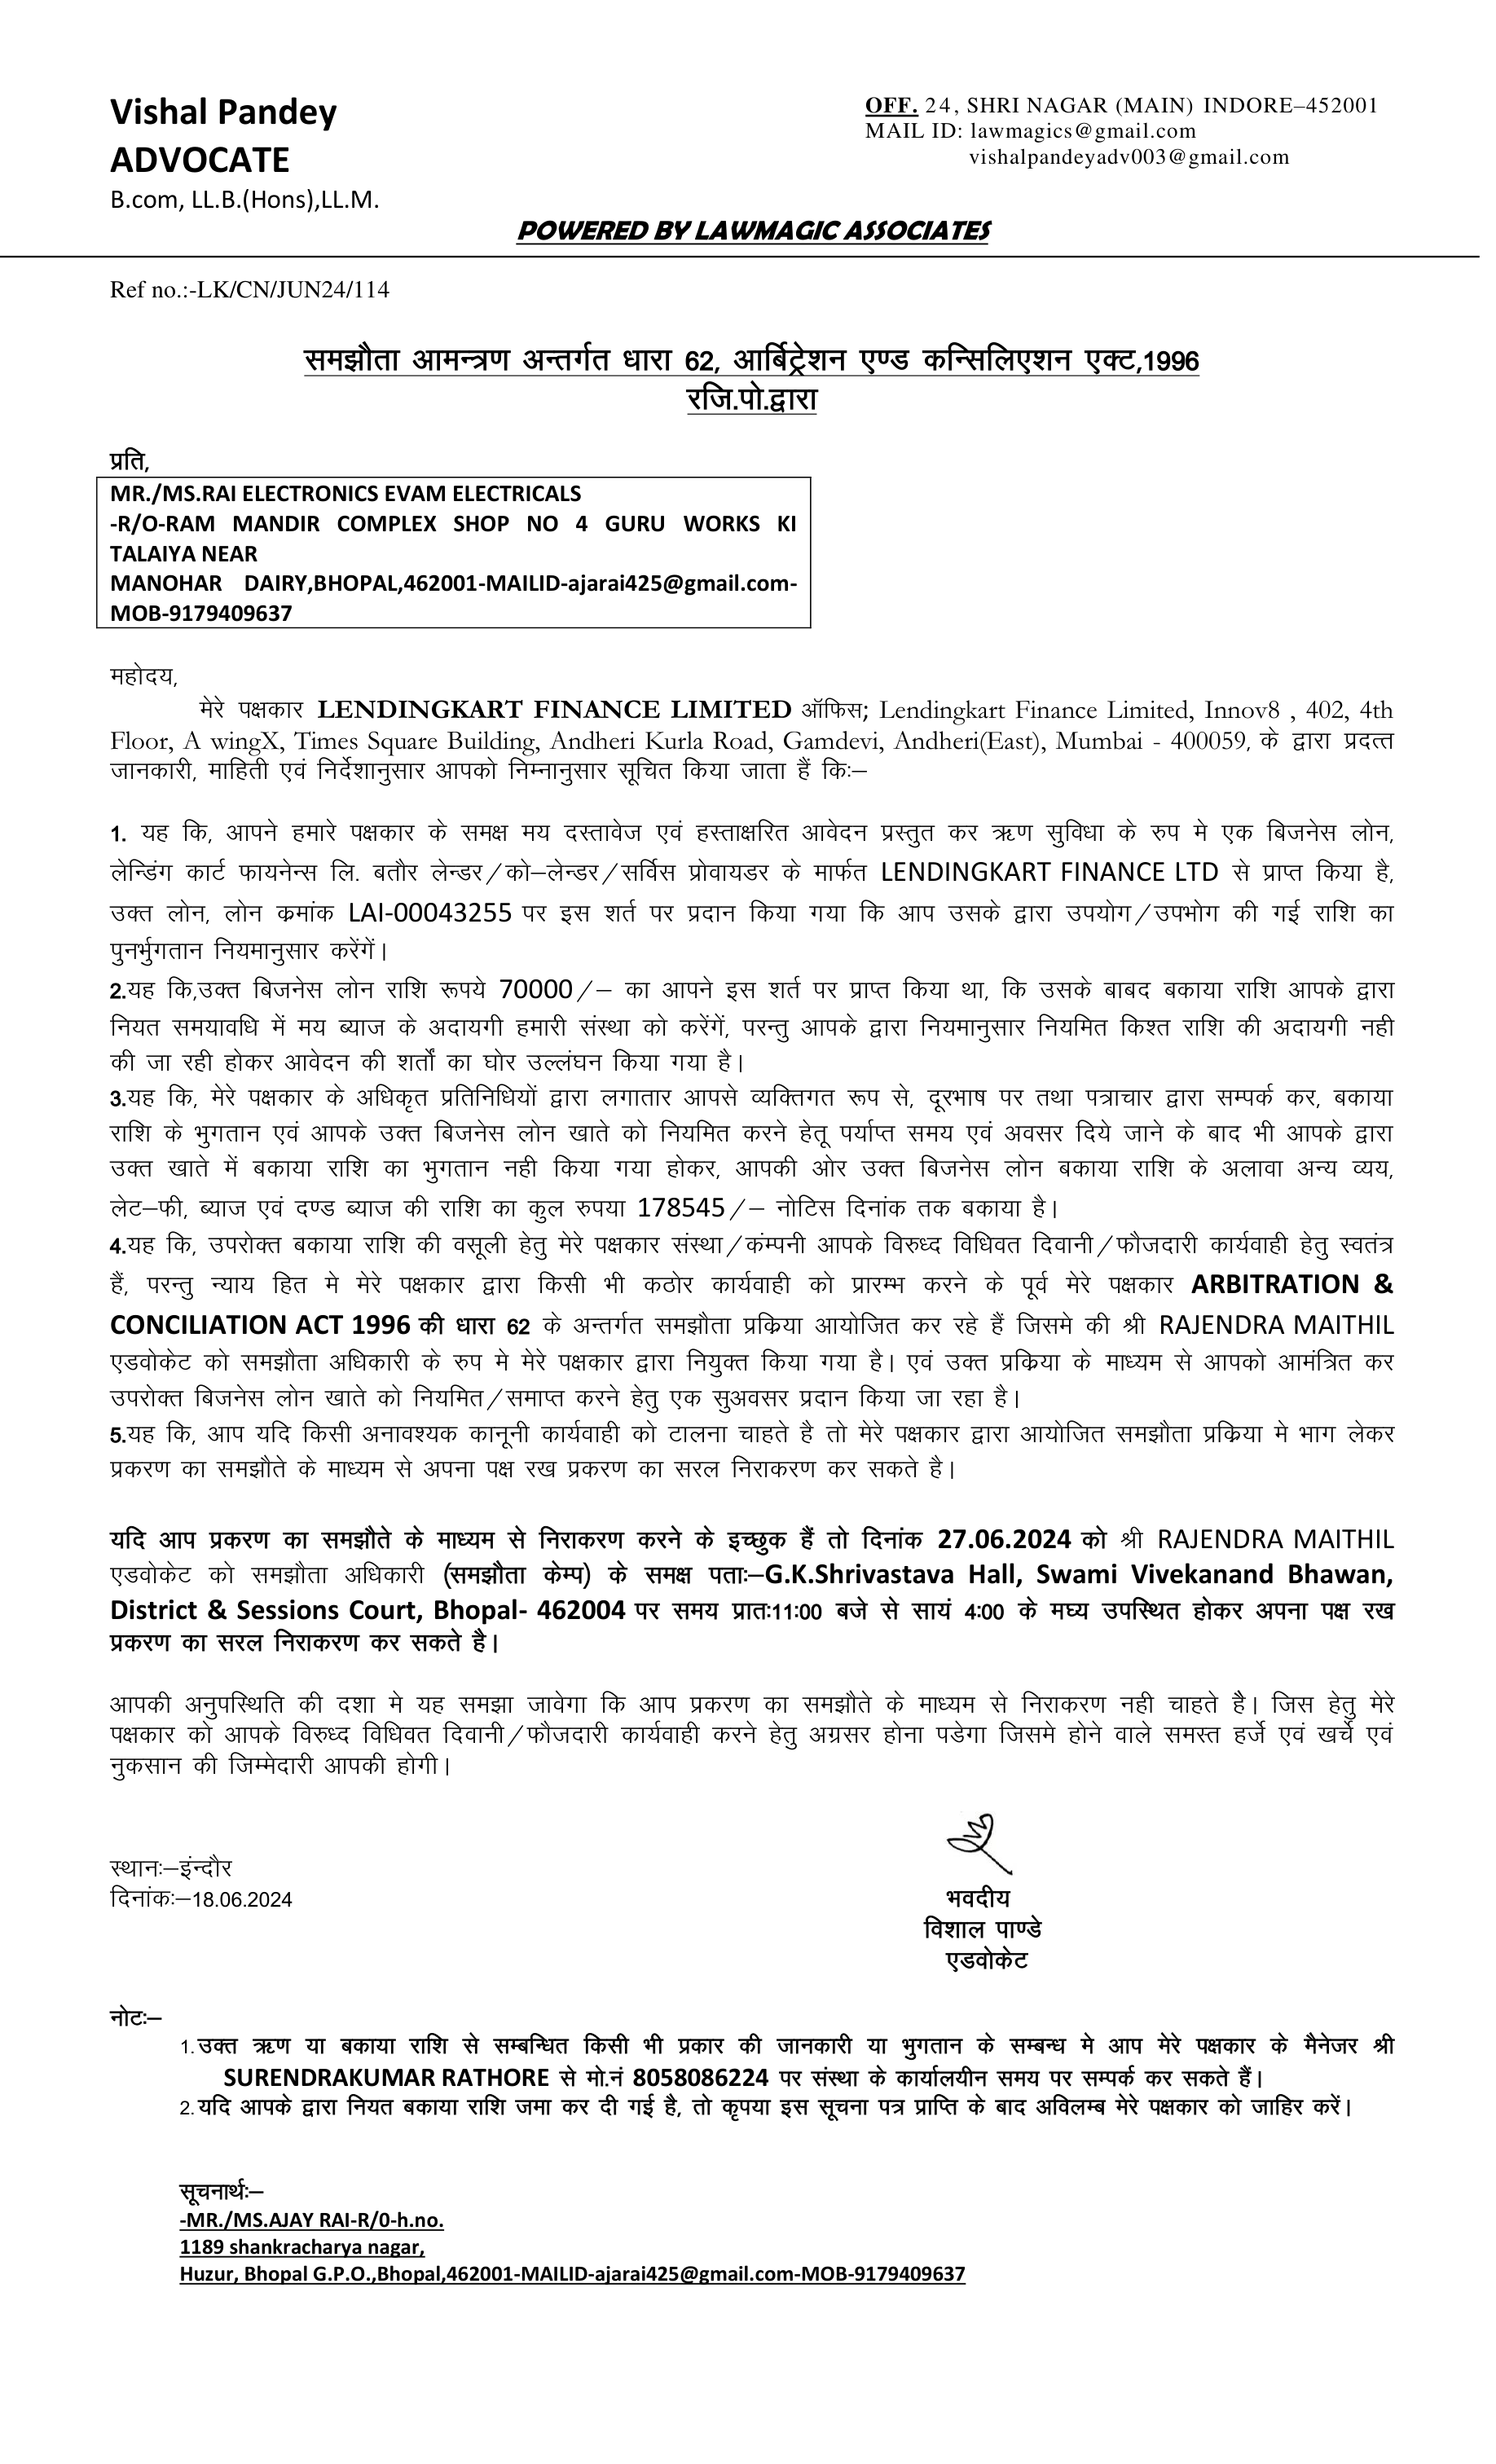 Vishal Pandey
ADVOCATE
B.com, LL.B.(Hons),LL.M.
OFF. 24, SHRI NAGAR (MAIN) INDORE–452001
MAIL ID: lawmagics@gmail.com
vishalpandeyadv003@gmail.com
POWERED BY LAWMAGIC ASSOCIATES
Ref no.:-LK/CN/JUN24/114
समझौता आमन्त्रण अन्तर्गत धारा 62, आर्बिट्रेशन एण्ड कन्सिलिएशन एक्ट,1996
रजि.पो.द्वारा
प्रति,
MR./MS.RAI ELECTRONICS EVAM ELECTRICALS
-R/O-RAM MANDIR COMPLEX SHOP NO 4 GURU WORKS KI
TALAIYA NEAR
MANOHAR DAIRY,BHOPAL,462001-MAILID-ajarai425@gmail.com-
MOB-9179409637
महोदय,
मेरे पक्षकार LENDINGKART FINANCE LIMITED ऑफिस; Lendingkart Finance Limited, Innov8 , 402, 4th
Floor, A wingX, Times Square Building, Andheri Kurla Road, Gamdevi, Andheri(East), Mumbai - 400059, के द्वारा प्रदत्त
जानकारी, माहिती एवं निर्देशानुसार आपको निम्नानुसार सूचित किया जाता हैं कि:–
1. यह कि, आपने हमारे पक्षकार के समक्ष मय दस्तावेज एवं हस्ताक्षरित आवेदन प्रस्तुत कर ऋण सुविधा के रुप मे एक बिजनेस लोन,
लेन्डिंग कार्ट फायनेन्स लि. बतौर लेन्डर/को–लेन्डर/सर्विस प्रोवायडर के मार्फत LENDINGKART FINANCE LTD से प्राप्त किया है,
उक्त लोन, लोन क्रमांक LAI-00043255 पर इस शर्त पर प्रदान किया गया कि आप उसके द्वारा उपयोग/उपभोग की गई राशि का
पुनर्भुगतान नियमानुसार करेंगें।
2.यह कि,उक्त बिजनेस लोन राशि रूपये 70000/– का आपने इस शर्त पर प्राप्त किया था, कि उसके बाबद बकाया राशि आपके द्वारा
नियत समयावधि में मय ब्याज के अदायगी हमारी संस्था को करेंगें, परन्तु आपके द्वारा नियमानुसार नियमित किश्त राशि की अदायगी नही
की जा रही होकर आवेदन की शर्तों का घोर उल्लंघन किया गया है।
3.यह कि, मेरे पक्षकार के अधिकृत प्रतिनिधियों द्वारा लगातार आपसे व्यक्तिगत रूप से, दूरभाष पर तथा पत्राचार द्वारा सम्पर्क कर, बकाया
राशि के भुगतान एवं आपके उक्त बिजनेस लोन खाते को नियमित करने हेतू पर्याप्त समय एवं अवसर दिये जाने के बाद भी आपके द्वारा
उक्त खाते में बकाया राशि का भुगतान नही किया गया होकर, आपकी ओर उक्त बिजनेस लोन बकाया राशि के अलावा अन्य व्यय,
लेट–फी, ब्याज एवं दण्ड ब्याज की राशि का कुल रुपया 178545/– नोटिस दिनांक तक बकाया है।
4.यह कि, उपरोक्त बकाया राशि की वसूली हेतु मेरे पक्षकार संस्था/कंम्पनी आपके विरुध्द विधिवत दिवानी/फौजदारी कार्यवाही हेतु स्वतंत्र
हैं, परन्तु न्याय हित मे मेरे पक्षकार द्वारा किसी भी कठोर कार्यवाही को प्रारम्भ करने के पूर्व मेरे पक्षकार ARBITRATION &
CONCILIATION ACT 1996 की धारा 62 के अन्तर्गत समझौता प्रक्रिया आयोजित कर रहे हैं जिसमे की श्री RAJENDRA MAITHIL
एडवोकेट को समझौता अधिकारी के रुप मे मेरे पक्षकार द्वारा नियुक्त किया गया है। एवं उक्त प्रक्रिया के माध्यम से आपको आमंत्रित कर
उपरोक्त बिजनेस लोन खाते को नियमित/समाप्त करने हेतु एक सुअवसर प्रदान किया जा रहा है।
5.यह कि, आप यदि किसी अनावश्यक कानूनी कार्यवाही को टालना चाहते है तो मेरे पक्षकार द्वारा आयोजित समझौता प्रक्रिया मे भाग लेकर
प्रकरण का समझौते के माध्यम से अपना पक्ष रख प्रकरण का सरल निराकरण कर सकते है।
यदि आप प्रकरण का समझौते के माध्यम से निराकरण करने के इच्छुक हैं तो दिनांक 27.06.2024 को श्री RAJENDRA MAITHIL
एडवोकेट को समझौता अधिकारी (समझौता केम्प) के समक्ष पता:–G.K.Shrivastava Hall, Swami Vivekanand Bhawan,
District & Sessions Court, Bhopal- 462004 पर समय प्रात:11:00 बजे से सायं 4:00 के मघ्य उपस्थित होकर अपना पक्ष रख
प्रकरण का सरल निराकरण कर सकते है।
आपकी अनुपस्थिति की दशा मे यह समझा जावेगा कि आप प्रकरण का समझौते के माध्यम से निराकरण नही चाहते है। जिस हेतु मेरे
पक्षकार को आपके विरुध्द विधिवत दिवानी/फौजदारी कार्यवाही करने हेतु अग्रसर होना पडेगा जिसमे होने वाले समस्त हर्जे एवं खर्चे एवं
नुकसान की जिम्मेदारी आपकी होगी।
स्थान:–इंन्दौर
दिनांक:–18.06.2024
भवदीय
विशाल पाण्डे
एडवोकेट
नोट:–
1.उक्त ऋण या बकाया राशि से सम्बन्धित किसी भी प्रकार की जानकारी या भुगतान के सम्बन्ध मे आप मेरे पक्षकार के मैनेजर श्री
SURENDRAKUMAR RATHORE से मो.नं 8058086224 पर संस्था के कार्यालयीन समय पर सम्पर्क कर सकते हैं।
2.यदि आपके द्वारा नियत बकाया राशि जमा कर दी गई है, तो कृपया इस सूचना पत्र प्राप्ति के बाद अविलम्ब मेरे पक्षकार को जाहिर करें।
सूचनार्थ:–
-MR./MS.AJAY RAI-R/0-h.no.
1189 shankracharya nagar,
Huzur, Bhopal G.P.O.,Bhopal,462001-MAILID-ajarai425@gmail.com-MOB-9179409637